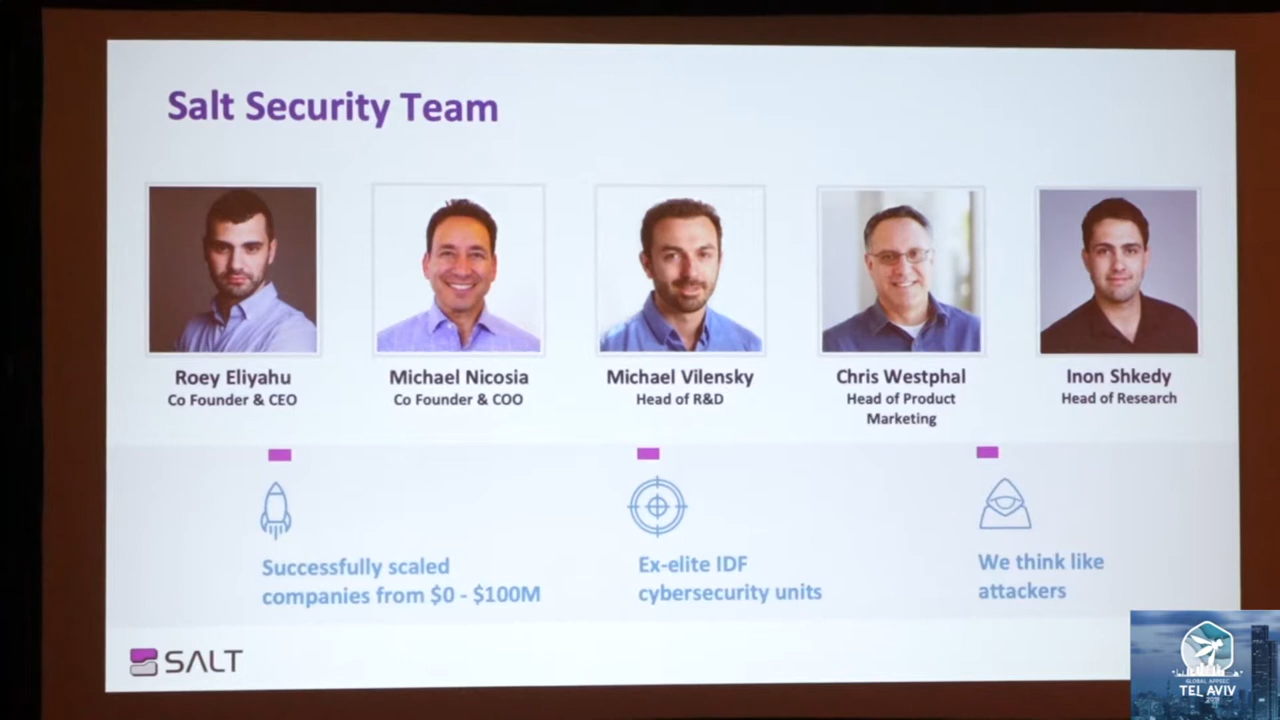 Salt Security Team
Roey Eliyahu
Co Founder & CEO
Michael Nicosia
Co Founder & COO
Michael Vilensky
Head of R&D
Chris Westphal
Head of Product
Marketing
Inon Shkedy
Head of Research
Successfully scaled
companies from $0 - $100M
Ex-elite IDF
cybersecurity units
We think like
attackers
SALT
GLOBAL APPSEC
TEL AVIV